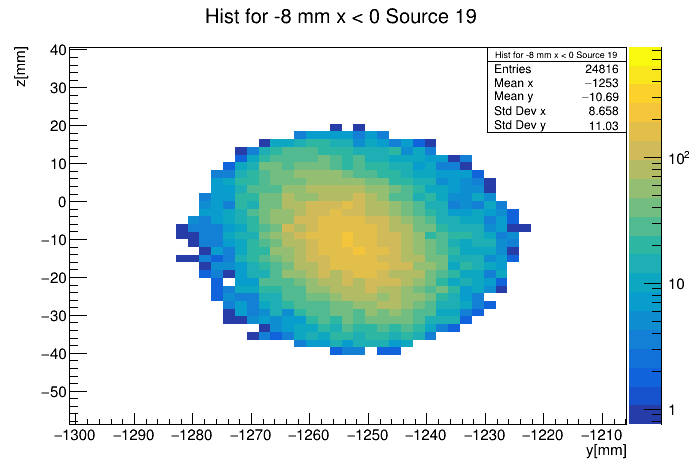 Hist for -8 mm x < 0 Source 19
z[mm]
Hist for -8 mm x < 0 Source 19
Entries 24816
Mean x −1253
Mean y −10.69
Std Dev x 8.658
Std Dev y 11.03
40
30
20
10
0
−10
−20
−30
−40
−50
10²
10
1
−1300 −1290 −1280 −1270 −1260 −1250 −1240 −1230 −1220 −1210
y[mm]